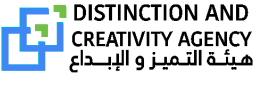 DISTINCTION AND
CREATIVITY AGENCY
هيئة التميز و الإبداع